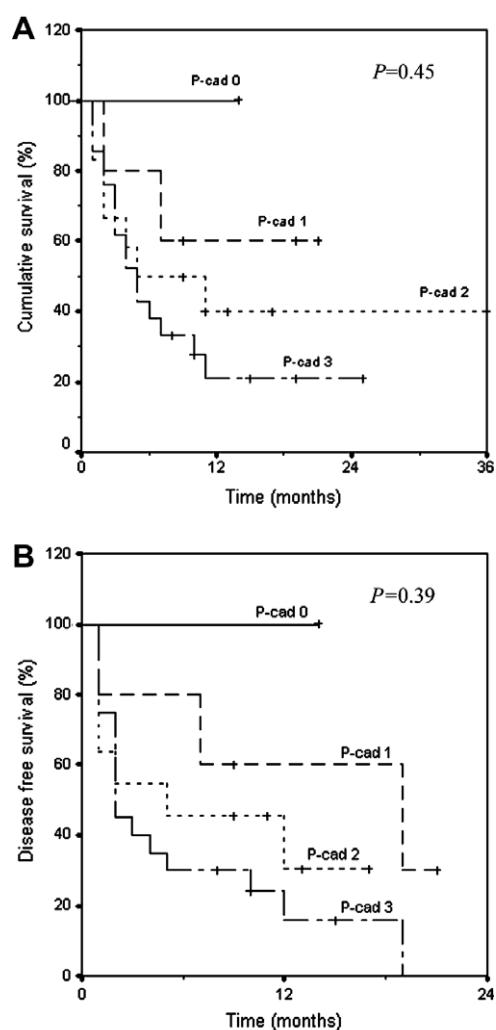 A
120
100
80
60
40
20
0
Cumulative survival (%)
P=0.45
P-cad 0
P-cad 1
P-cad 2
P-cad 3
0
12
24
36
Time (months)
B
120
100
80
60
40
20
0
Disease free survival (%)
P=0.39
P-cad 0
P-cad 1
P-cad 2
P-cad 3
0
12
24
Time (months)